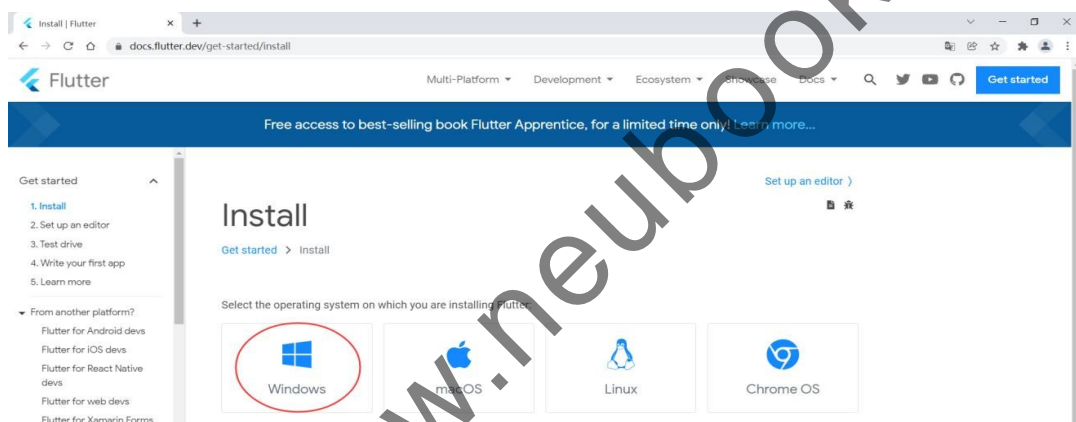 Install | Flutter
docs.flutter.dev/get-started/install
Flutter
Multi-Platform Development Ecosystem Showcase Docs Get started
Free access to best-selling book Flutter Apprentice, for a limited time only! Learn more...
Get started
1. Install
2. Set up an editor
3. Test drive
4. Write your first app
5. Learn more
From another platform?
Flutter for Android devs
Flutter for iOS devs
Flutter for React Native
devs
Flutter for web devs
Flutter for Xamarin Forms
Set up an editor
Install
Get started > Install
Select the operating system on which you are installing Flutter:
Windows macOS Linux Chrome OS
www.neuboo